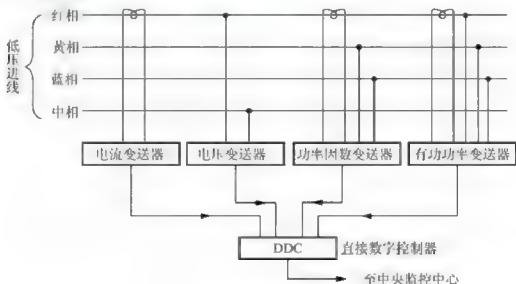 低压进线
红相
黄相
蓝相
中相
电流变送器
电压变送器
功率因数变送器
有功功率变送器
DDC
直接数字控制器
至中央监控中心